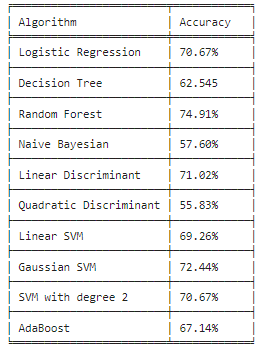 Algorithm Accuracy
Logistic Regression 70.67%
Decision Tree 62.545
Random Forest 74.91%
Naive Bayesian 57.60%
Linear Discriminant 71.02%
Quadratic Discriminant 55.83%
Linear SVM 69.26%
Gaussian SVM 72.44%
SVM with degree 2 70.67%
AdaBoost 67.14%